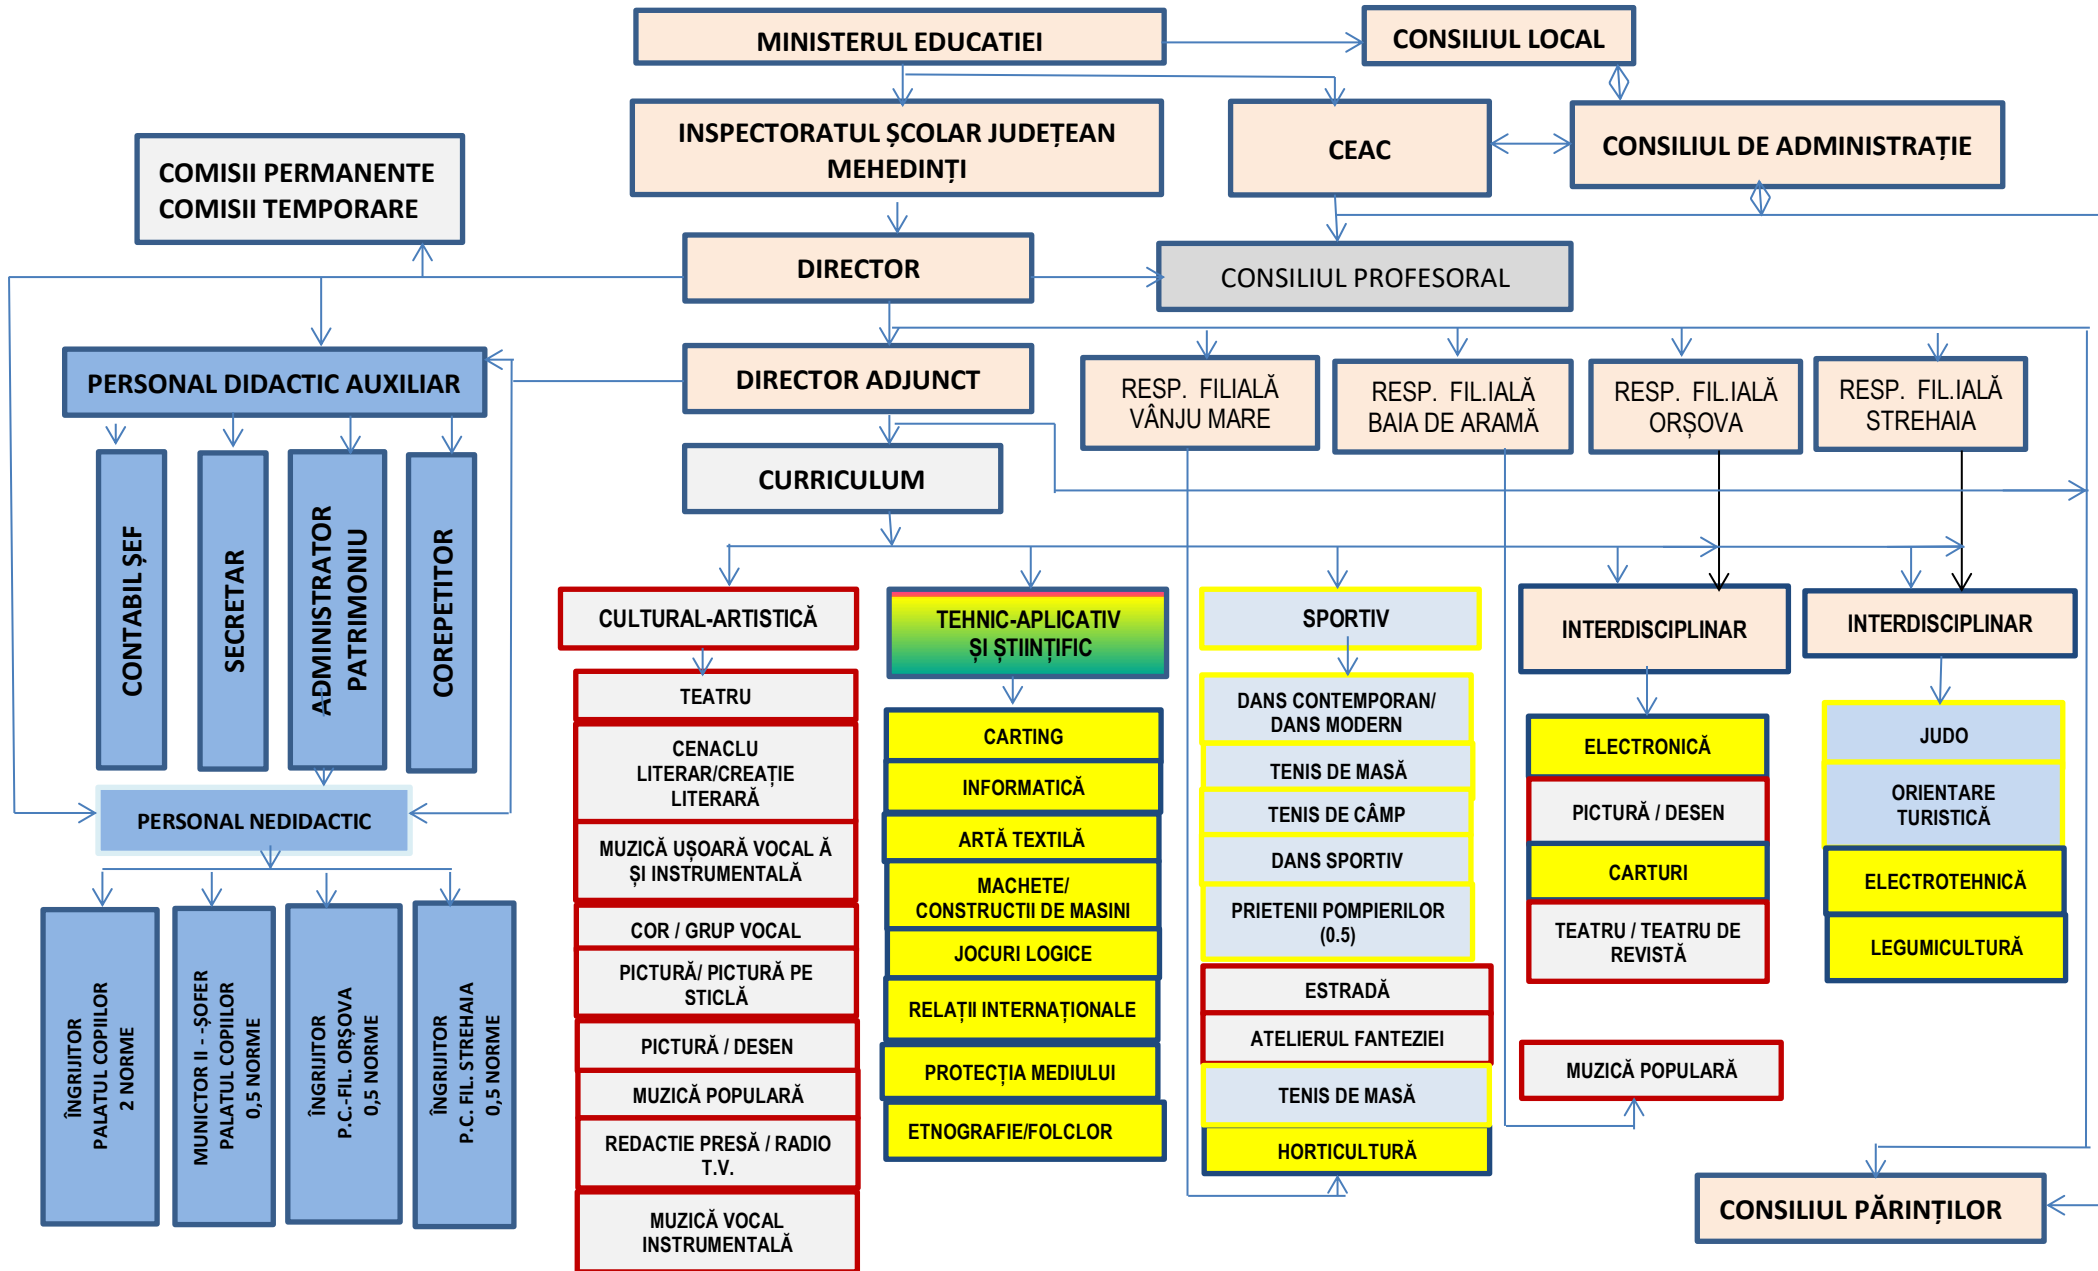 MINISTERUL EDUCATIEI
CONSILIUL LOCAL
INSPECTORATUL ȘCOLAR JUDEȚEAN
MEHEDINȚI
CEAC
CONSILIUL DE ADMINISTRAȚIE
COMISII PERMANENTE
COMISII TEMPORARE
DIRECTOR
CONSILIUL PROFESORAL
PERSONAL DIDACTIC AUXILIAR
DIRECTOR ADJUNCT
RESP.  FILIALĂ
VÂNJU MARE
RESP.  FIL.IALĂ
BAIA DE ARAMĂ
RESP.  FIL.IALĂ
ORȘOVA
RESP.  FIL.IALĂ
STREHAIA
CURRICULUM
CONTABIL ȘEF
SECRETAR
ADMINISTRATOR
PATRIMONIU
COREPETITOR
CULTURAL-ARTISTICĂ
TEHNIC-APLICATIV
ȘI ȘTIINȚIFIC
SPORTIV
INTERDISCIPLINAR
INTERDISCIPLINAR
TEATRU
CENACLU
LITERAR/CREAȚIE
LITERARĂ
MUZICĂ UȘOARĂ VOCAL Ă
ȘI INSTRUMENTALĂ
COR / GRUP VOCAL
PICTURĂ/ PICTURĂ PE
STICLĂ
PICTURĂ / DESEN
MUZICĂ POPULARĂ
REDACTIE PRESĂ / RADIO
T.V.
MUZICĂ VOCAL
INSTRUMENTALĂ
CARTING
INFORMATICĂ
ARTĂ TEXTILĂ
MACHETE/
CONSTRUCTII DE MASINI
JOCURI LOGICE
RELAȚII INTERNAȚIONALE
PROTECȚIA MEDIULUI
ETNOGRAFIE/FOLCLOR
DANS CONTEMPORAN/
DANS MODERN
TENIS DE MASĂ
TENIS DE CÂMP
DANS SPORTIV
PRIETENII POMPIERILOR
(0.5)
ESTRADĂ
ATELIERUL FANTEZIEI
TENIS DE MASĂ
HORTICULTURĂ
ELECTRONICĂ
PICTURĂ / DESEN
CARTURI
TEATRU / TEATRU DE
REVISTĂ
MUZICĂ POPULARĂ
JUDO
ORIENTARE
TURISTICĂ
ELECTROTEHNICĂ
LEGUMICULTURĂ
PERSONAL NEDIDACTIC
ÎNGRIJITOR
PALATUL COPIILOR
2 NORME
MUNICTOR II - -ȘOFER
PALATUL COPIILOR
0,5 NORME
ÎNGRIJITOR
P.C.-FIL. ORȘOVA
0,5 NORME
ÎNGRIJITOR
P.C. FIL. STREHAIA
0,5 NORME
CONSILIUL PĂRINȚILOR